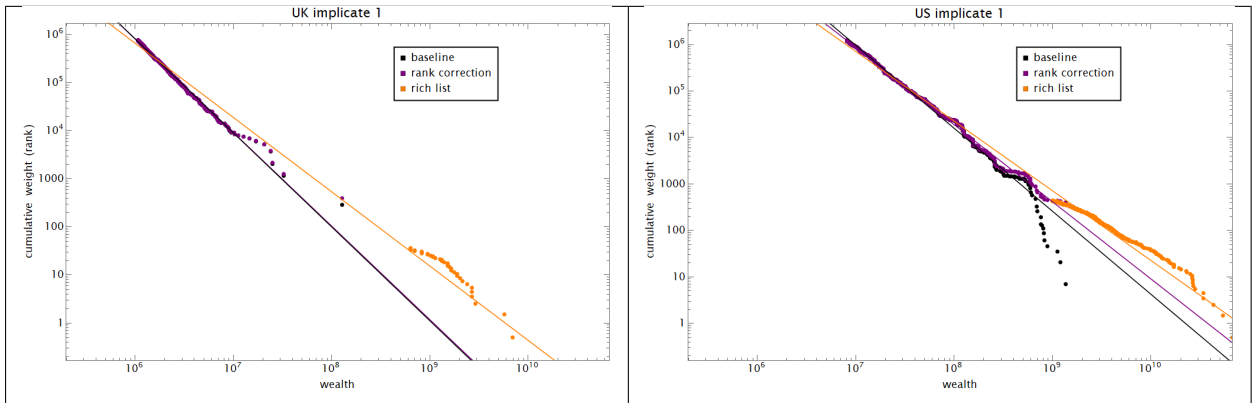 UK implicate 1
baseline
rank correction
rich list
cumulative weight (rank)
10^6
10^5
10^4
1000
100
10
1
10^6
10^7
10^8
10^9
10^10
wealth
US implicate 1
baseline
rank correction
rich list
cumulative weight (rank)
10^6
10^5
10^4
1000
100
10
1
10^6
10^7
10^8
10^9
10^10
wealth